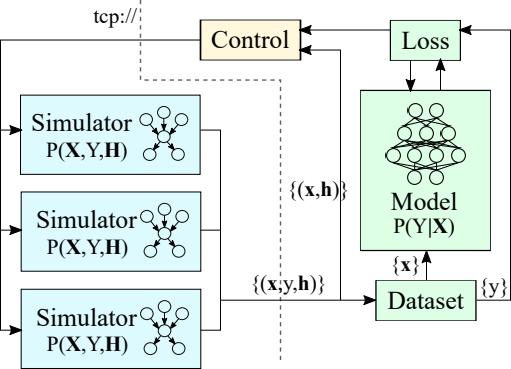 tcp://
Control
Loss
Simulator
P(X,Y,H)
Simulator
P(X,Y,H)
Simulator
P(X,Y,H)
{(x,h)}
Model
P(Y|X)
{x}
{(x,y,h)}
Dataset
{y}